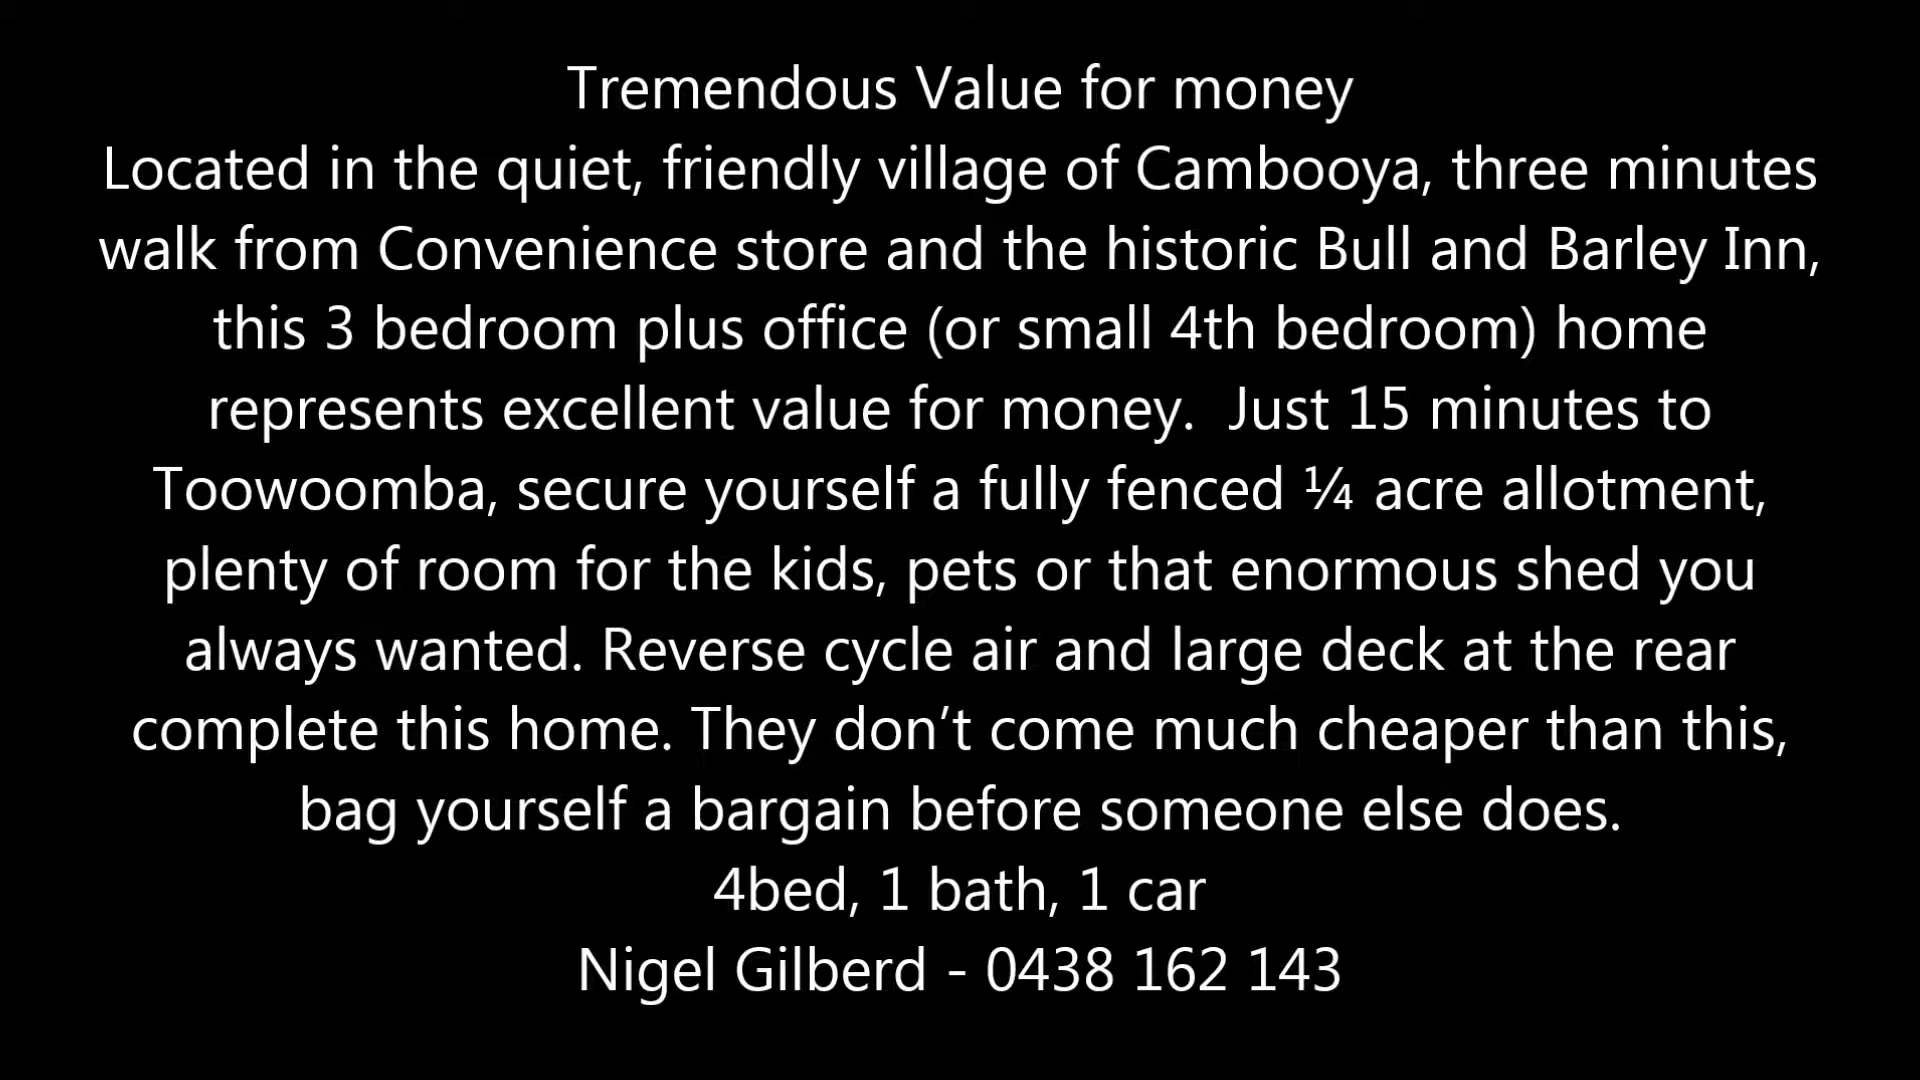 Tremendous Value for money
Located in the quiet, friendly village of Cambooya, three minutes
walk from Convenience store and the historic Bull and Barley Inn,
this 3 bedroom plus office (or small 4th bedroom) home
represents excellent value for money.  Just 15 minutes to
Toowoomba, secure yourself a fully fenced ¼ acre allotment,
plenty of room for the kids, pets or that enormous shed you
always wanted. Reverse cycle air and large deck at the rear
complete this home. They don’t come much cheaper than this,
bag yourself a bargain before someone else does.
4bed, 1 bath, 1 car
Nigel Gilberd - 0438 162 143